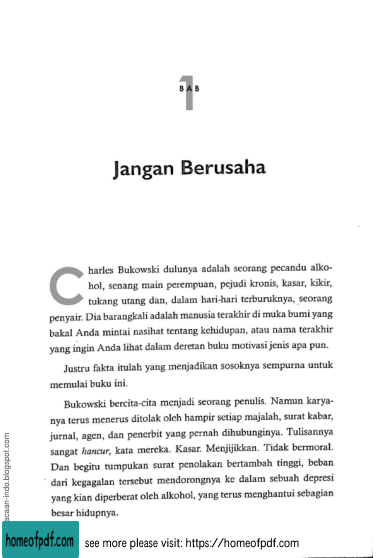 BAB
1
Jangan Berusaha
Charles Bukowski dulunya adalah seorang pecandu alko-
hol, senang main perempuan, pejudi kronis, kasar, kikir,
tukang utang dan, dalam hari-hari terburuknya, seorang
penyair. Dia barangkali adalah manusia terakhir di muka bumi yang
bakal Anda mintai nasihat tentang kehidupan, atau nama terakhir
yang ingin Anda lihat dalam deretan buku motivasi jenis apa pun.
Justru fakta itulah yang menjadikan sosoknya sempurna untuk
memulai buku ini.
Bukowski bercita-cita menjadi seorang penulis. Namun karya-
nya terus menerus ditolak oleh hampir setiap majalah, surat kabar,
jurnal, agen, dan penerbit yang pernah dihubunginya. Tulisannya
sangat hancur, kata mereka. Kasar. Menjijikkan. Tidak bermoral.
Dan begitu tumpukan surat penolakan bertambah tinggi, beban
dari kegagalan tersebut mendorongnya ke dalam sebuah depresi
yang kian diperberat oleh alkohol, yang terus menghantui sebagian
besar hidupnya.
acaan-indo.blogspot.com
homeofpdf.com
see more please visit: https://homeofpdf.com